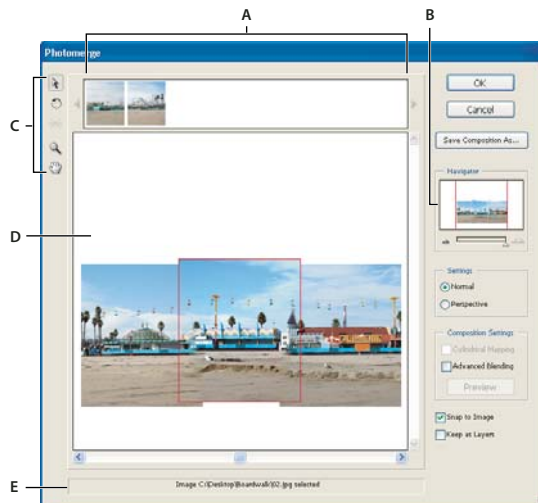 A
B
Photomerge
C
OK
Cancel
Save Composition As...
Navigator
D
Settings
Normal
Perspective
Composition Settings
Cylindrical Mapping
Advanced Blending
Preview
Snap to Image
Keep as Layers
E
Image C:\Desktop\Boardwalk\02.jpg selected